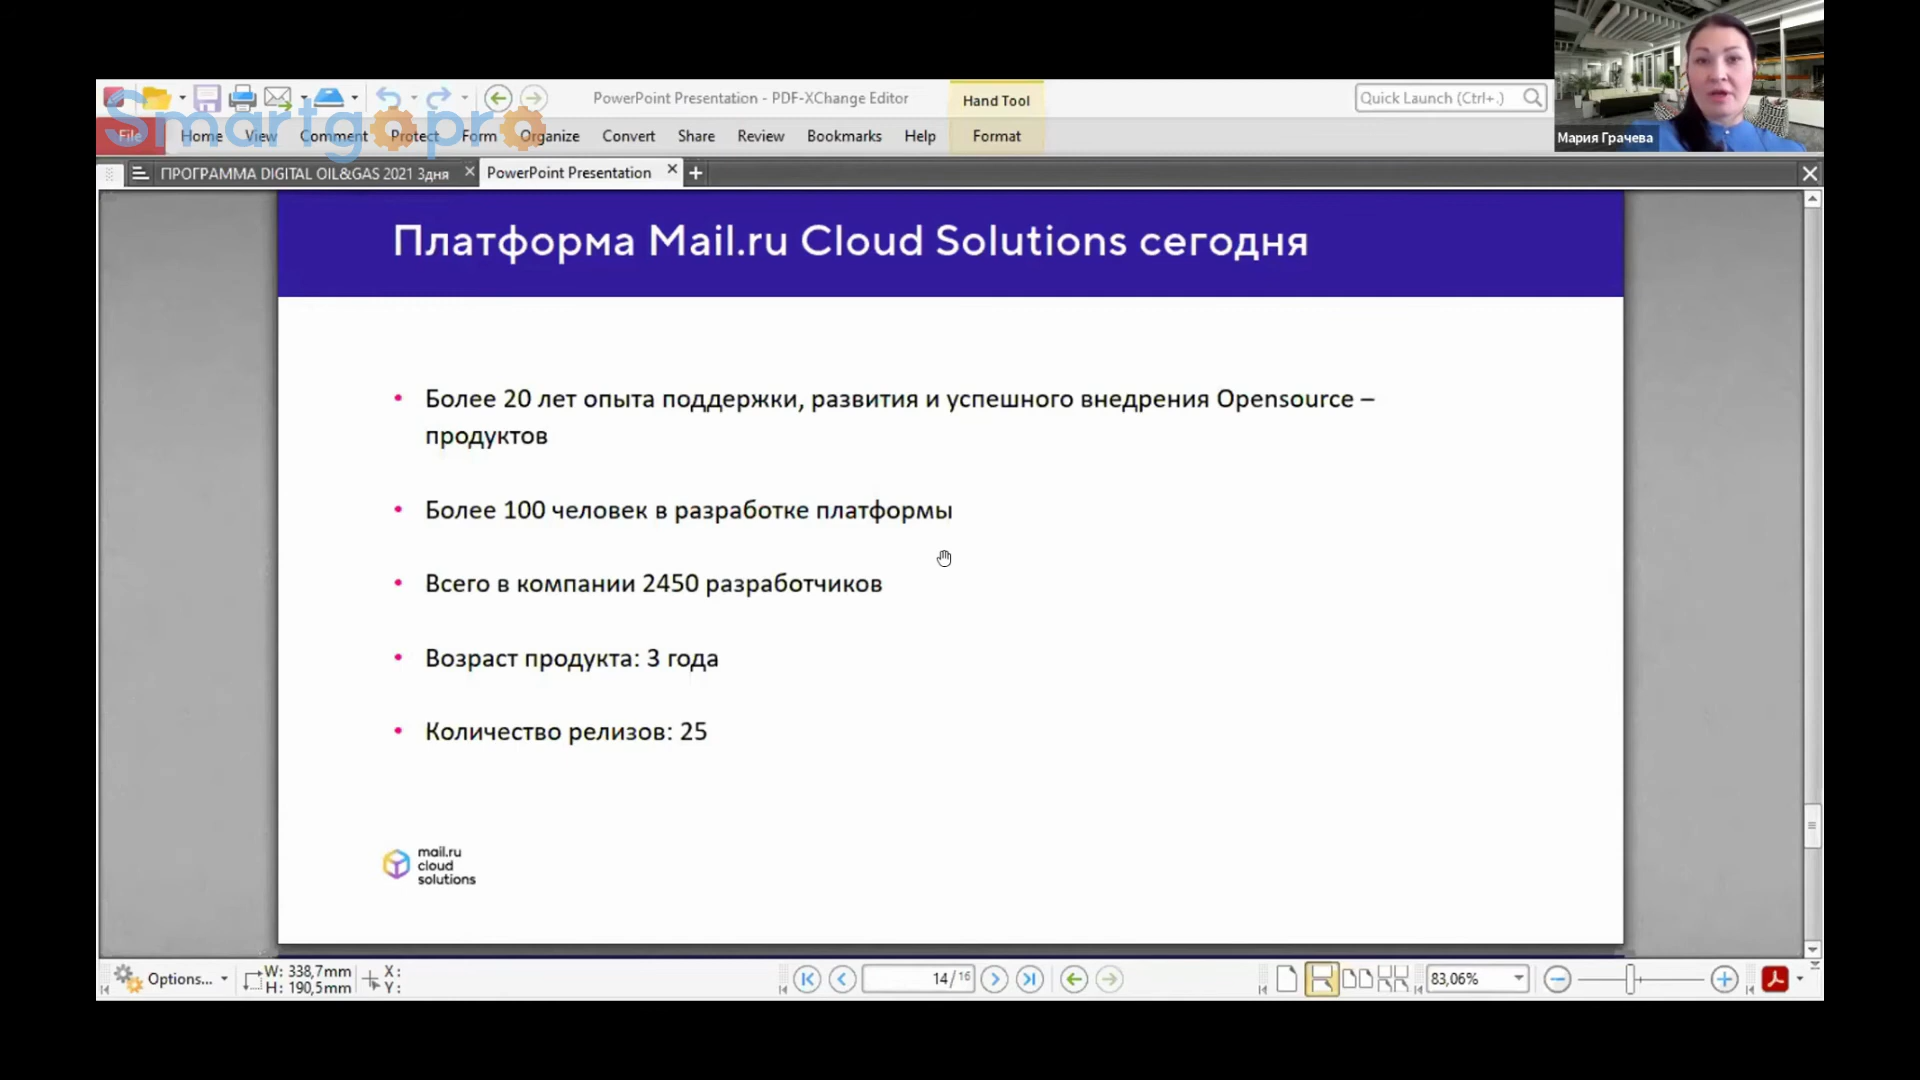 Мария Грачева
PowerPoint Presentation - PDF-XChange Editor
Hand Tool
Quick Launch (Ctrl+.)
Smartgopro
File Home View Comment Protect Form Organize Convert Share Review Bookmarks Help Format
ПРОГРАММА DIGITAL OIL&GAS 2021 3дня
PowerPoint Presentation
Платформа Mail.ru Cloud Solutions сегодня
• Более 20 лет опыта поддержки, развития и успешного внедрения Opensource –
продуктов
• Более 100 человек в разработке платформы
• Всего в компании 2450 разработчиков
• Возраст продукта: 3 года
• Количество релизов: 25
mail.ru
cloud
solutions
Options...
W: 338,7mm
H: 190,5mm
X:
Y:
14/16
83,06%